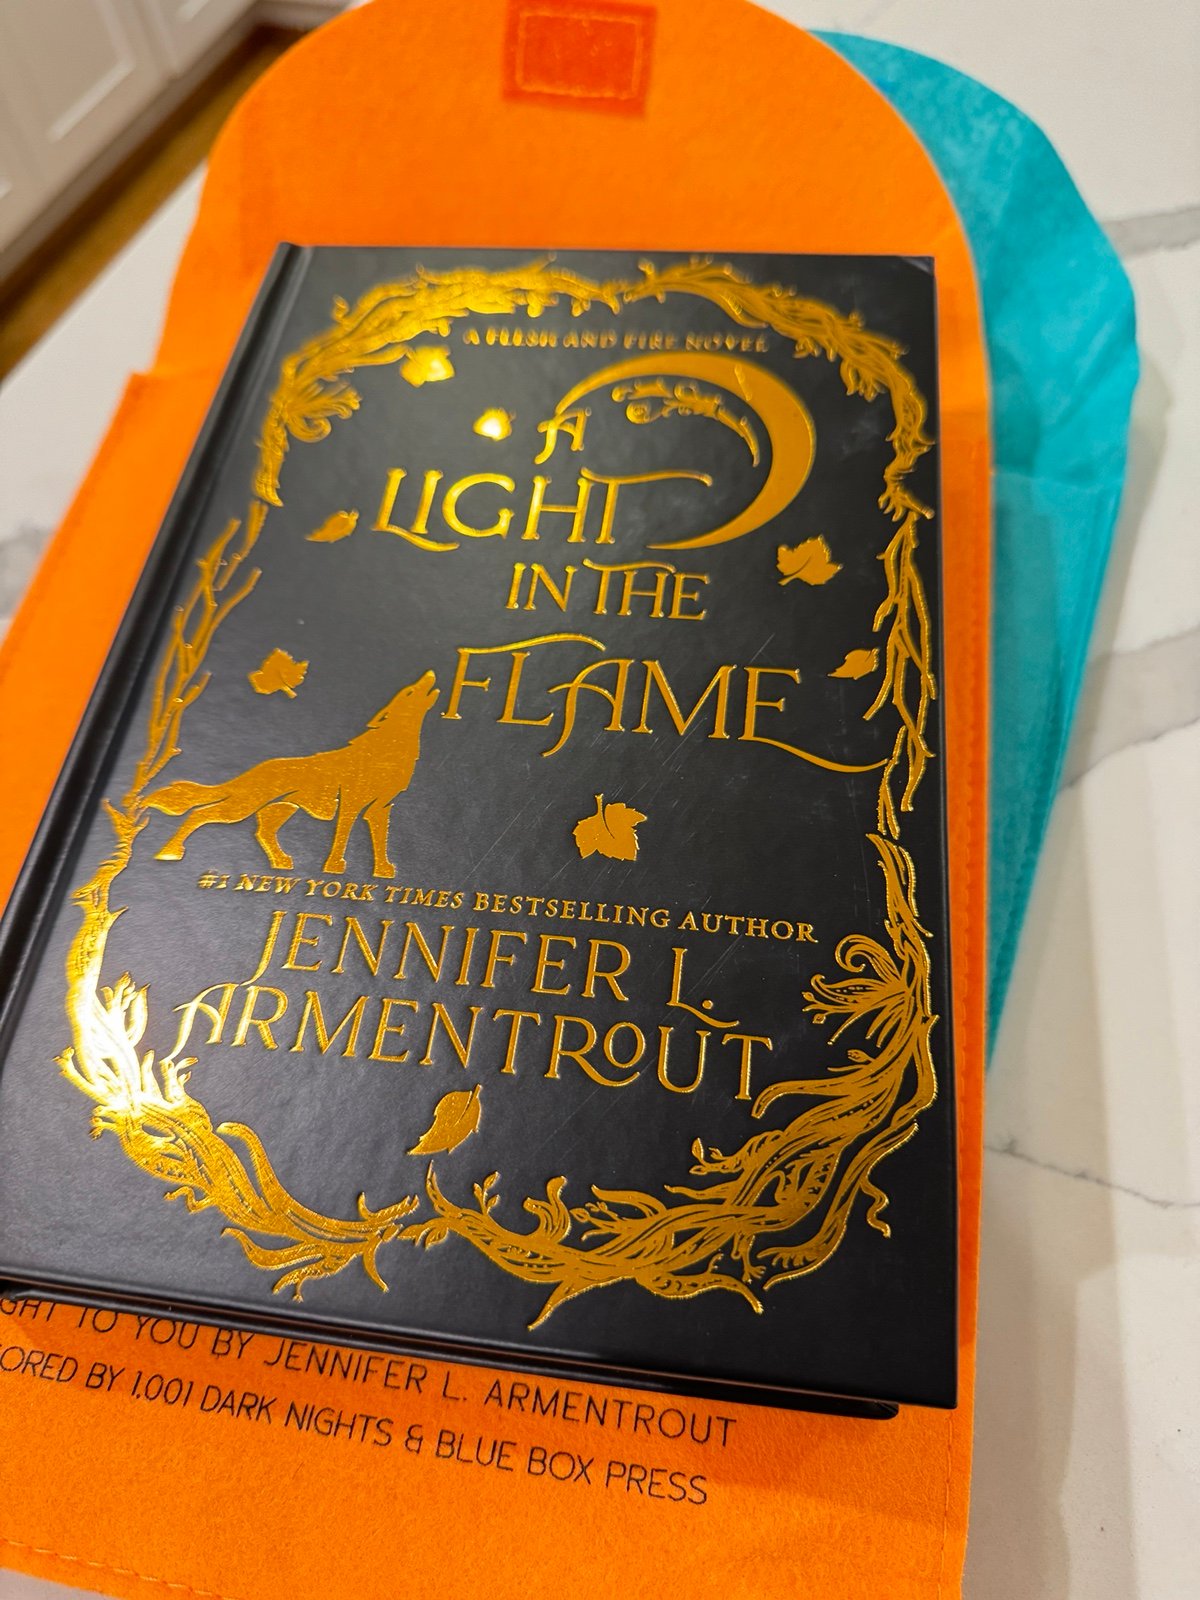 A FLESH AND FIRE NOVEL
A
LIGHT
IN THE
FLAME
#1 NEW YORK TIMES BESTSELLING AUTHOR
JENNIFER L.
ARMENTROUT
TO YOU BY JENNIFER L. ARMENTROUT
BY 1,001 DARK NIGHTS & BLUE BOX PRESS